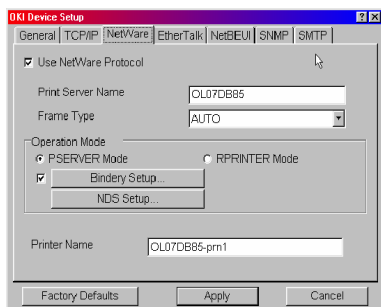 OKI Device Setup
General TCP/IP NetWare EtherTalk NetBEUI SNMP SMTP
Use NetWare Protocol
Print Server Name OL07DB85
Frame Type AUTO
Operation Mode
PSERVER Mode RPRINTER Mode
Bindery Setup...
NDS Setup...
Printer Name OL07DB85-prn1
Factory Defaults Apply Cancel